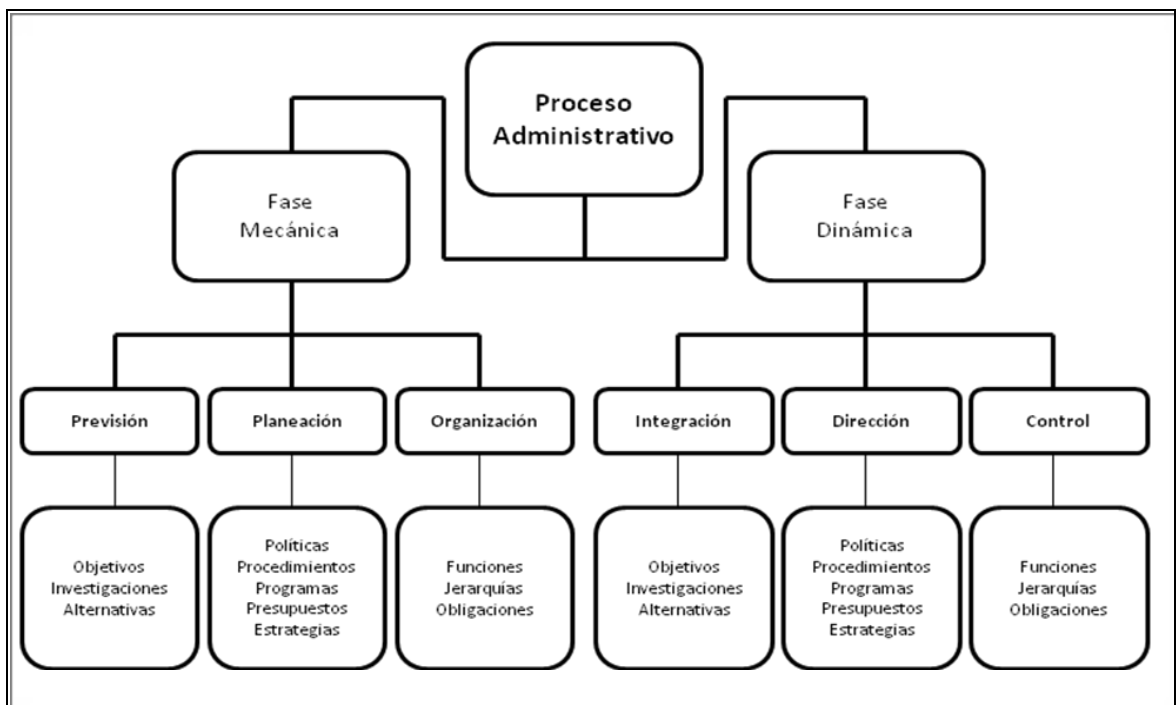 Proceso
Administrativo
Fase
Mecánica
Fase
Dinámica
Previsión
Planeación
Organización
Integración
Dirección
Control
Objetivos
Investigaciones
Alternativas
Políticas
Procedimientos
Programas
Presupuestos
Estrategias
Funciones
Jerarquías
Obligaciones
Objetivos
Investigaciones
Alternativas
Políticas
Procedimientos
Programas
Presupuestos
Estrategias
Funciones
Jerarquías
Obligaciones